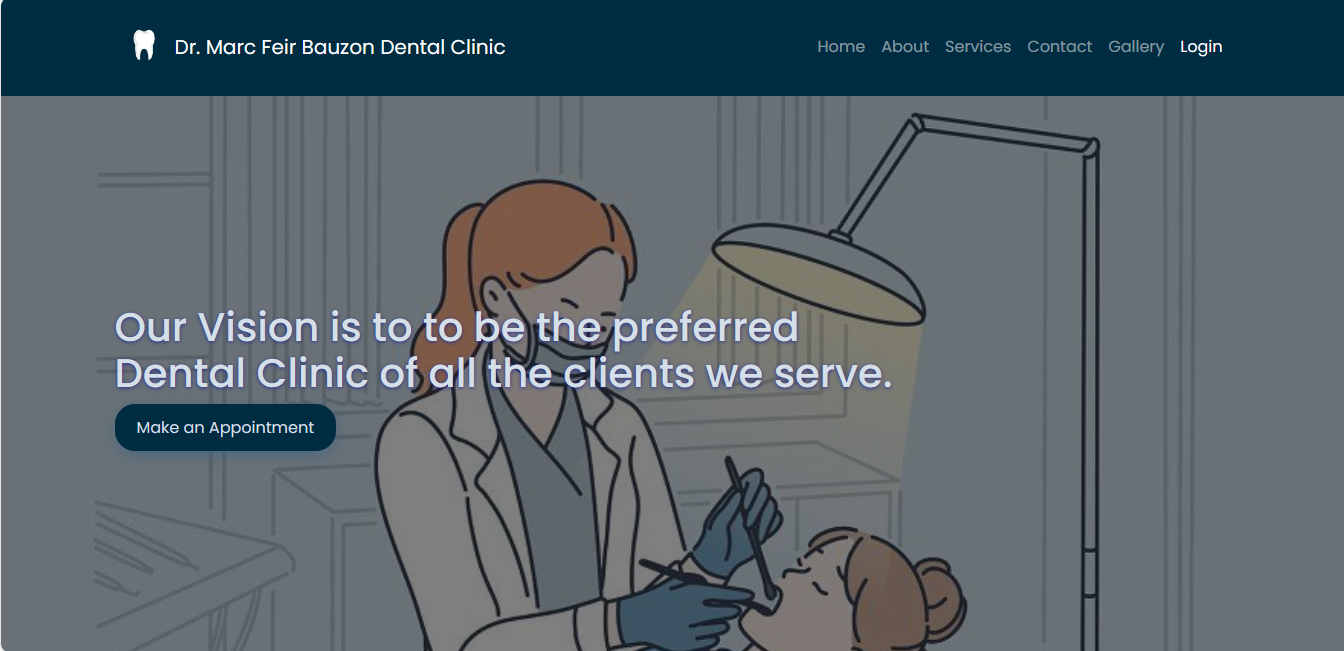 Dr. Marc Feir Bauzon Dental Clinic
Home About Services Contact Gallery Login
Our Vision is to to be the preferred
Dental Clinic of all the clients we serve.
Make an Appointment